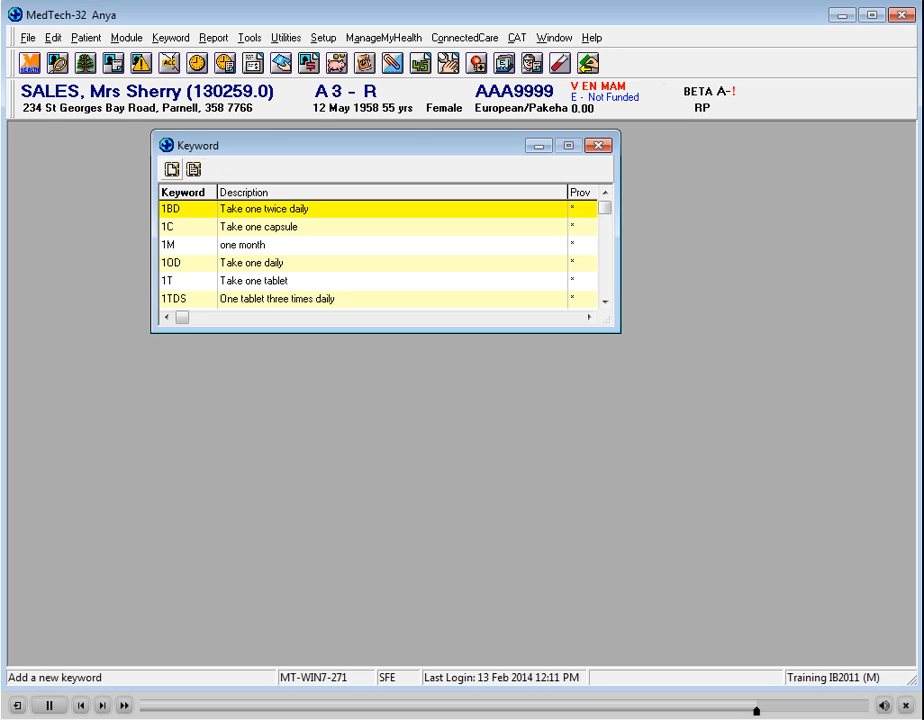 MedTech-32 Anya
File Edit Patient Module Keyword Report Tools Utilities Setup ManageMyHealth ConnectedCare CAT Window Help
SALES, Mrs Sherry (130259.0) A 3 - R AAA9999 V EN MAM BETA A-!
E - Not Funded
234 St Georges Bay Road, Parnell, 358 7766 12 May 1958 55 yrs Female European/Pakeha 0.00 RP
Keyword
Keyword Description Prov
1BD Take one twice daily *
1C Take one capsule *
1M one month *
1OD Take one daily *
1T Take one tablet *
1TDS One tablet three times daily *
Add a new keyword MT-WIN7-271 SFE Last Login: 13 Feb 2014 12:11 PM Training IB2011 (M)